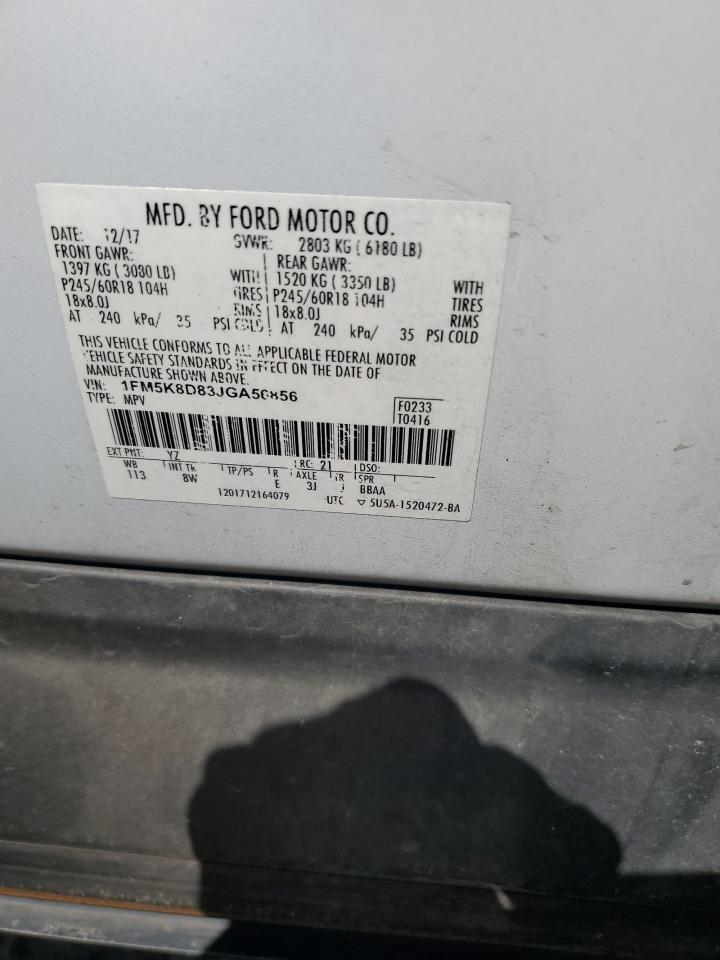 MFD. BY FORD MOTOR CO.
DATE: 12/17 GVWR: 2803 KG ( 6180 LB)
FRONT GAWR: REAR GAWR:
1397 KG ( 3080 LB) WITH 1520 KG ( 3350 LB) WITH
P245/60R18 104H TIRES P245/60R18 104H TIRES
18x8.0J RIMS 18x8.0J RIMS
AT 240 kPa/ 35 PSI COLD AT 240 kPa/ 35 PSI COLD
THIS VEHICLE CONFORMS TO ALL APPLICABLE FEDERAL MOTOR
VEHICLE SAFETY STANDARDS IN EFFECT ON THE DATE OF
MANUFACTURE SHOWN ABOVE.
VIN:
TYPE: MPV
F0233
T0416
EXT PNT: YZ RC: 21 DSO:
WB INT TR TP/PS R AXLE TR SPR
113 8W E 3J J BBAA
1201712164079 UTC ▽ 5U5A-1520472-BA